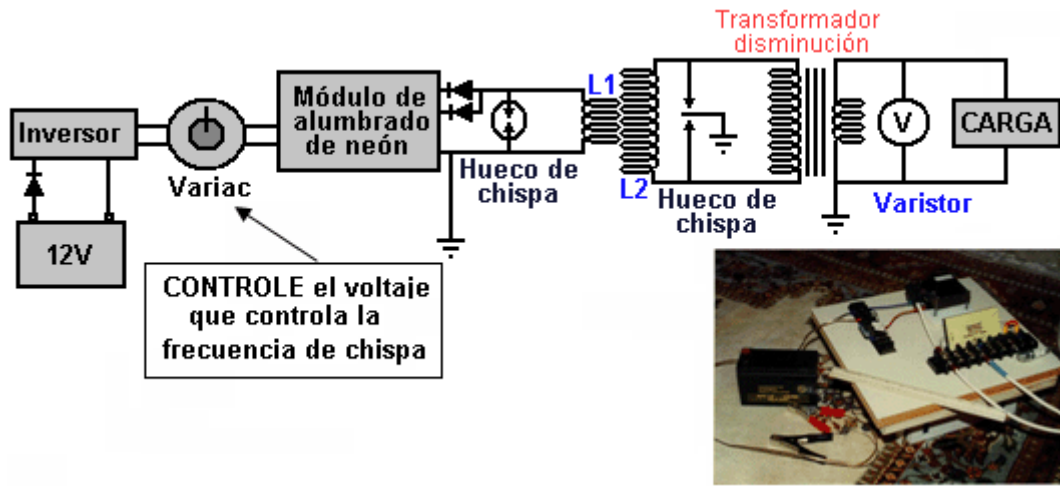 Transformador
disminución
Inversor
Variac
Módulo de
alumbrado
de neón
Hueco de
chispa
L1
L2
Hueco de
chispa
V
CARGA
Varistor
12V
CONTROLE el voltaje
que controla la
frecuencia de chispa